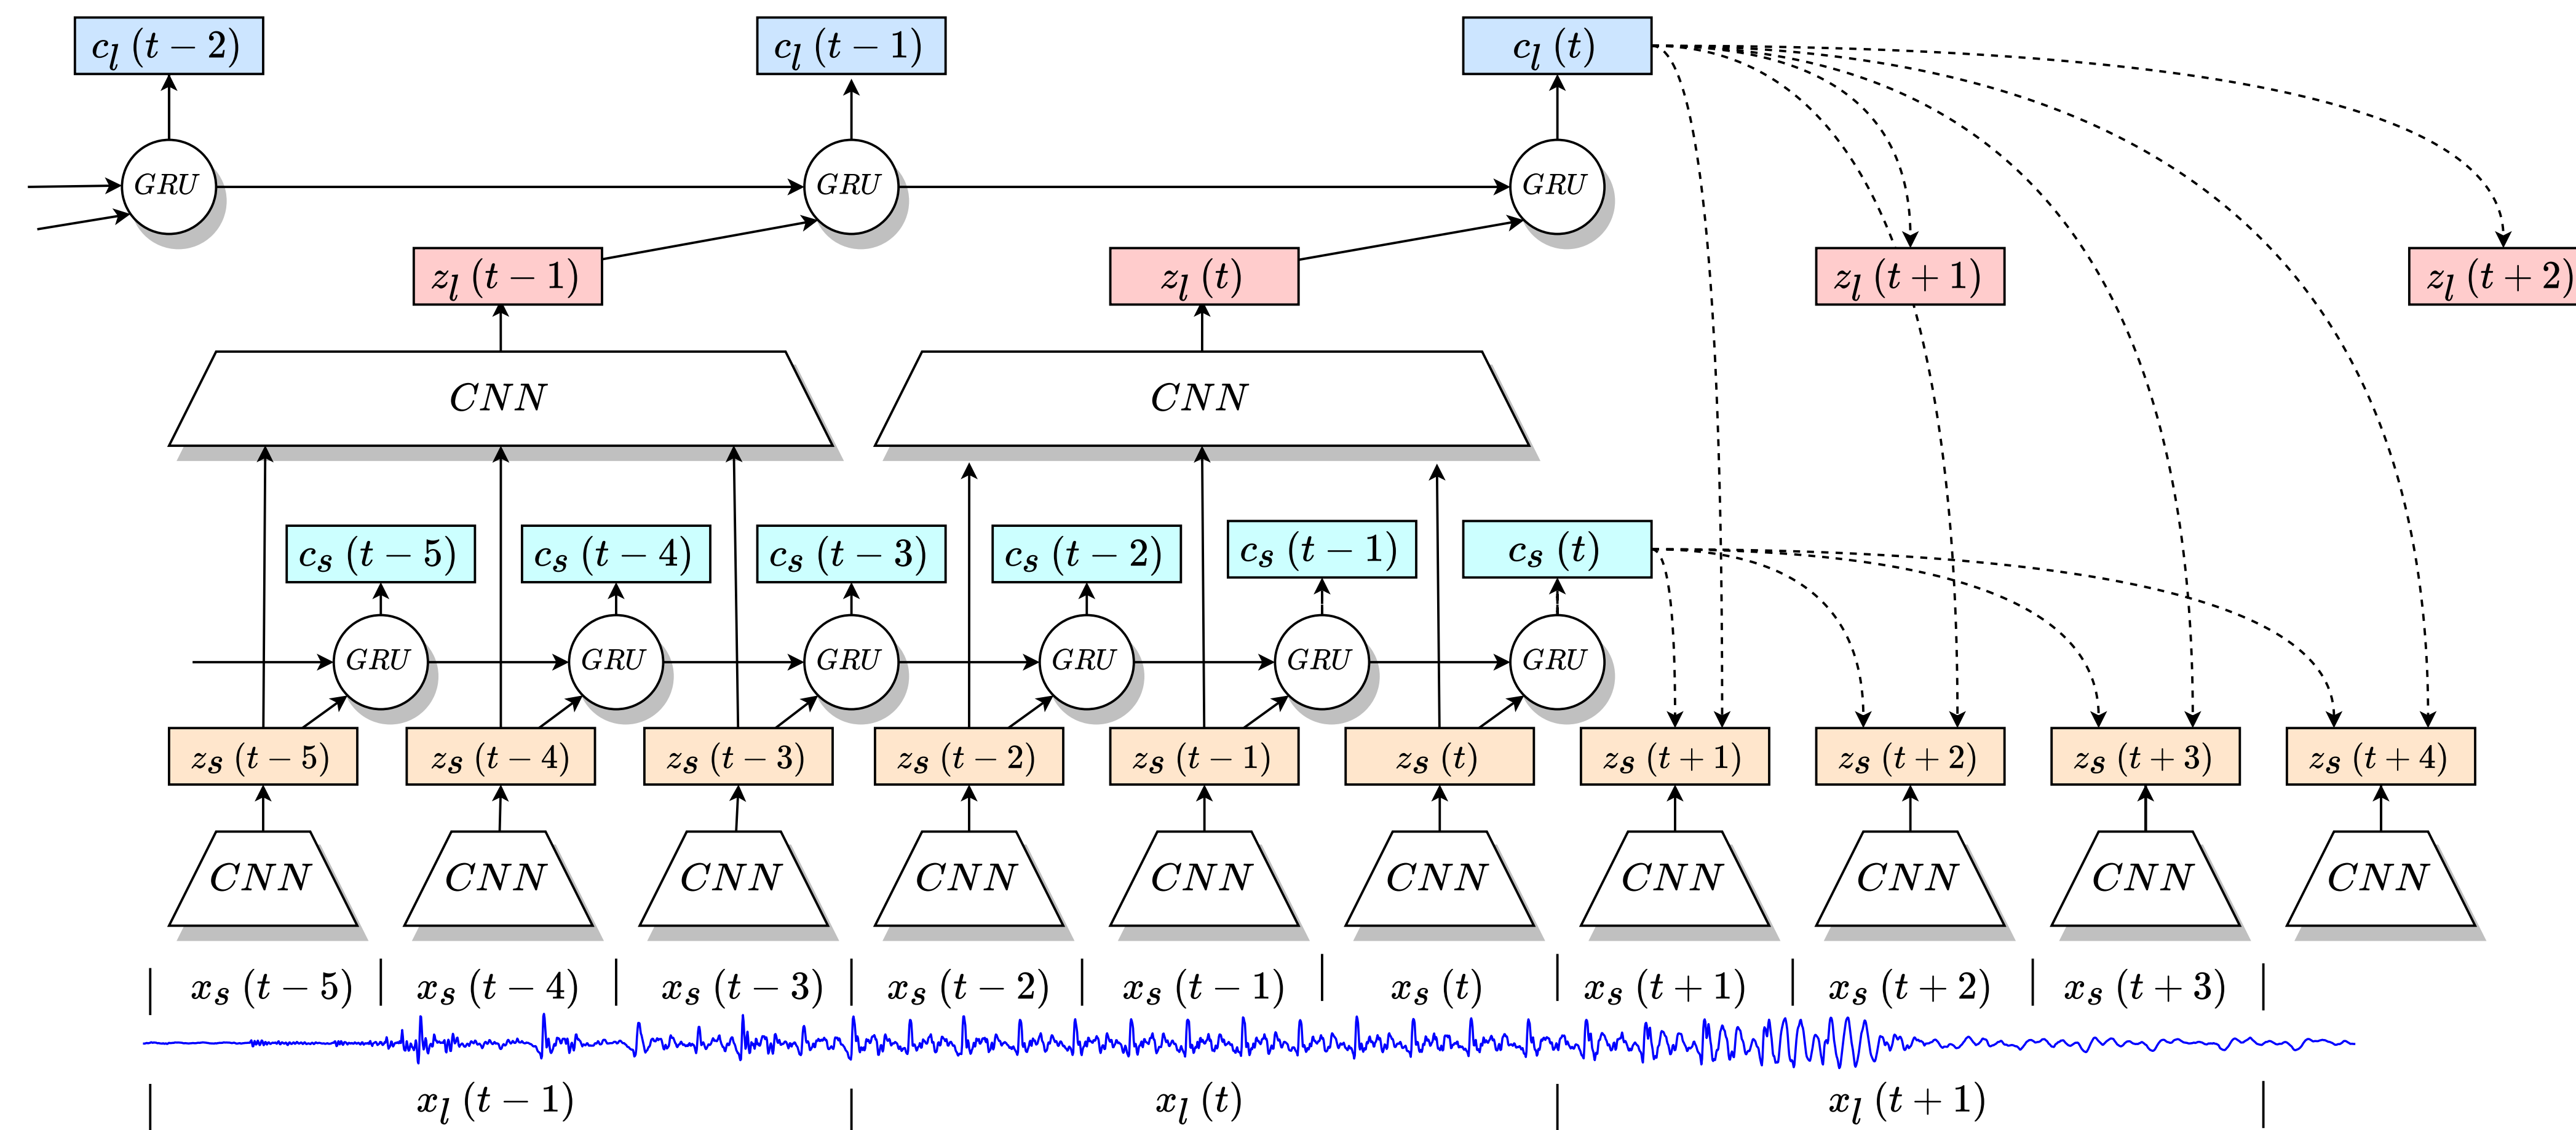 c_l (t − 2) c_l (t − 1) c_l (t)
GRU GRU GRU
z_l (t − 1) z_l (t) z_l (t + 1) z_l (t + 2)
CNN CNN
c_s (t − 5) c_s (t − 4) c_s (t − 3) c_s (t − 2) c_s (t − 1) c_s (t)
GRU GRU GRU GRU GRU GRU
z_s (t − 5) z_s (t − 4) z_s (t − 3) z_s (t − 2) z_s (t − 1) z_s (t) z_s (t + 1) z_s (t + 2) z_s (t + 3) z_s (t + 4)
CNN CNN CNN CNN CNN CNN CNN CNN CNN CNN
x_s (t − 5) x_s (t − 4) x_s (t − 3) x_s (t − 2) x_s (t − 1) x_s (t) x_s (t + 1) x_s (t + 2) x_s (t + 3)
x_l (t − 1) x_l (t) x_l (t + 1)